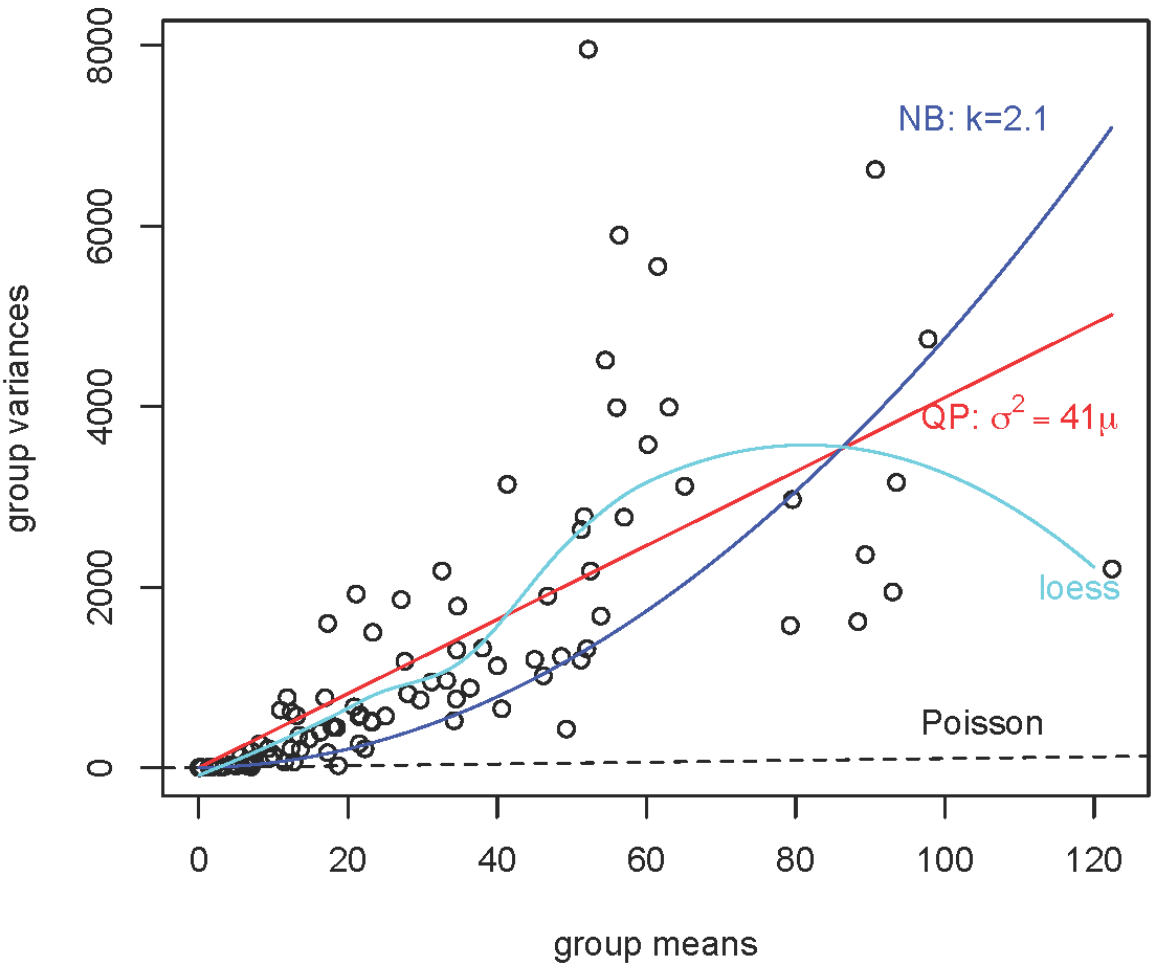 8000
6000
4000
2000
0
group variances
NB: k=2.1
QP: σ² = 41μ
loess
Poisson
0 20 40 60 80 100 120
group means